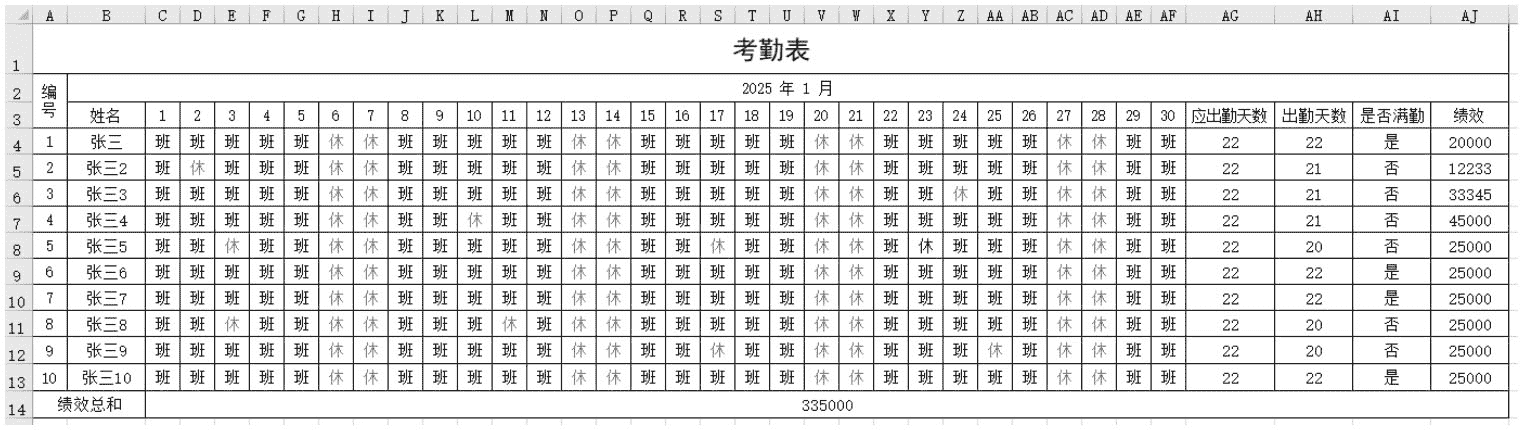 A B C D E F G H I J K L M N O P Q R S T U V W X Y Z AA AB AC AD AE AF AG AH AI AJ
1 考勤表
2 编号 2025 年 1 月
3 姓名 1 2 3 4 5 6 7 8 9 10 11 12 13 14 15 16 17 18 19 20 21 22 23 24 25 26 27 28 29 30 应出勤天数 出勤天数 是否满勤 绩效
4 1 张三 班 班 班 班 班 休 休 班 班 班 班 班 休 休 班 班 班 班 班 休 休 班 班 班 班 班 休 休 班 班 22 22 是 20000
5 2 张三2 班 休 班 班 班 休 休 班 班 班 班 班 休 休 班 班 班 班 班 休 休 班 班 班 班 班 休 休 班 班 22 21 否 12233
6 3 张三3 班 班 班 班 班 休 休 班 班 班 班 班 休 休 班 班 班 班 班 休 休 班 班 休 班 班 休 休 班 班 22 21 否 33345
7 4 张三4 班 班 班 班 班 休 休 班 班 休 班 班 休 休 班 班 班 班 班 休 休 班 班 班 班 班 休 休 班 班 22 21 否 45000
8 5 张三5 班 班 休 班 班 休 休 班 班 班 班 班 休 休 班 班 休 班 班 休 休 班 休 班 班 班 休 休 班 班 22 20 否 25000
9 6 张三6 班 班 班 班 班 休 休 班 班 班 班 班 休 休 班 班 班 班 班 休 休 班 班 班 班 班 休 休 班 班 22 22 是 25000
10 7 张三7 班 班 班 班 班 休 休 班 班 班 班 班 休 休 班 班 班 班 班 休 休 班 班 班 班 班 休 休 班 班 22 22 是 25000
11 8 张三8 班 班 休 班 班 休 休 班 班 班 休 班 休 休 班 班 班 班 班 休 休 班 班 班 班 班 休 休 班 班 22 20 否 25000
12 9 张三9 班 班 班 班 班 休 休 班 班 班 班 班 休 休 班 班 休 班 班 休 休 班 班 班 休 班 休 休 班 班 22 20 否 25000
13 10 张三10 班 班 班 班 班 休 休 班 班 班 班 班 休 休 班 班 班 班 班 休 休 班 班 班 班 班 休 休 班 班 22 22 是 25000
14 绩效总和 335000